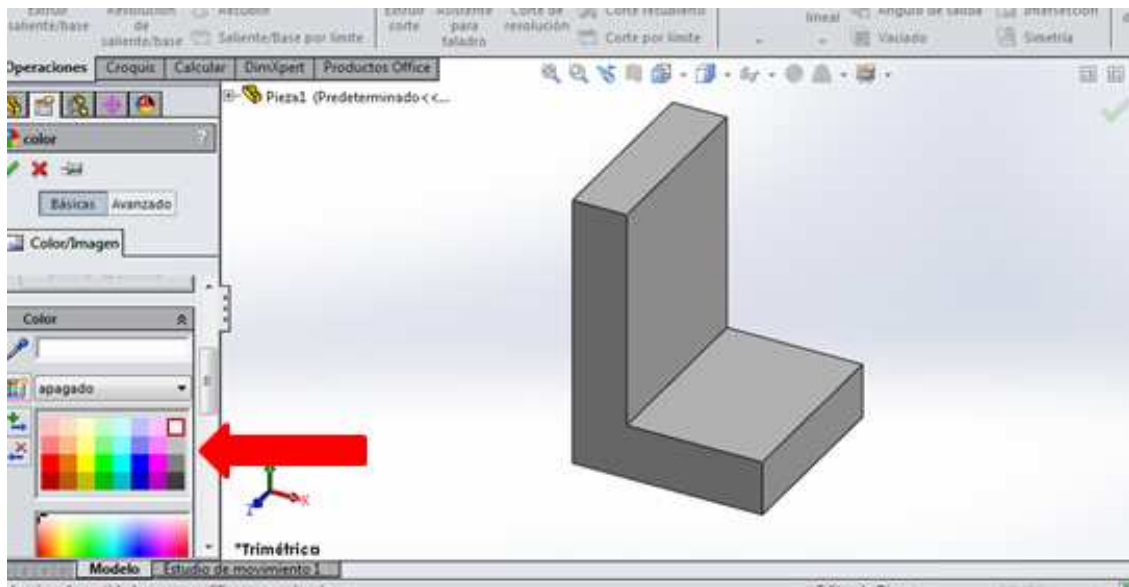 saliente/base
de
saliente/base
Saliente/Base por límite
corte
para
taladro
revolución
Corte por límite
lineal
Vaciado
Intersección
Simetría
Operaciones Croquis Calcular DimXpert Productos Office
Pieza1 (Predeterminado<<...
color
?
Básicas Avanzado
Color/Imagen
Color
apagado
X
Z
*Trimétrica
Modelo Estudio de movimiento 1